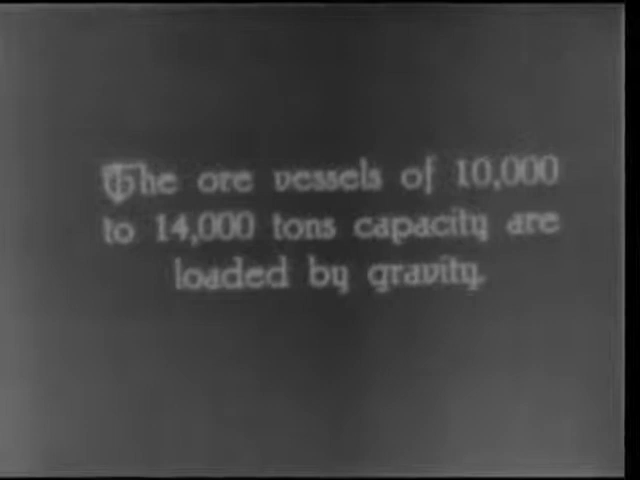 The ore vessels of 10,000
to 14,000 tons capacity are
loaded by gravity.